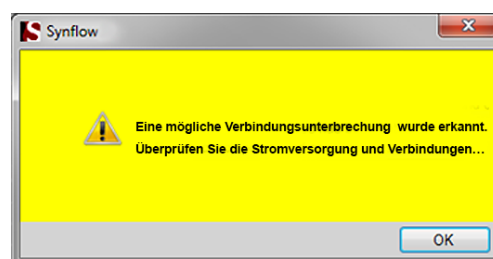 Synflow
Eine mögliche Verbindungsunterbrechung wurde erkannt.
Überprüfen Sie die Stromversorgung und Verbindungen...
OK